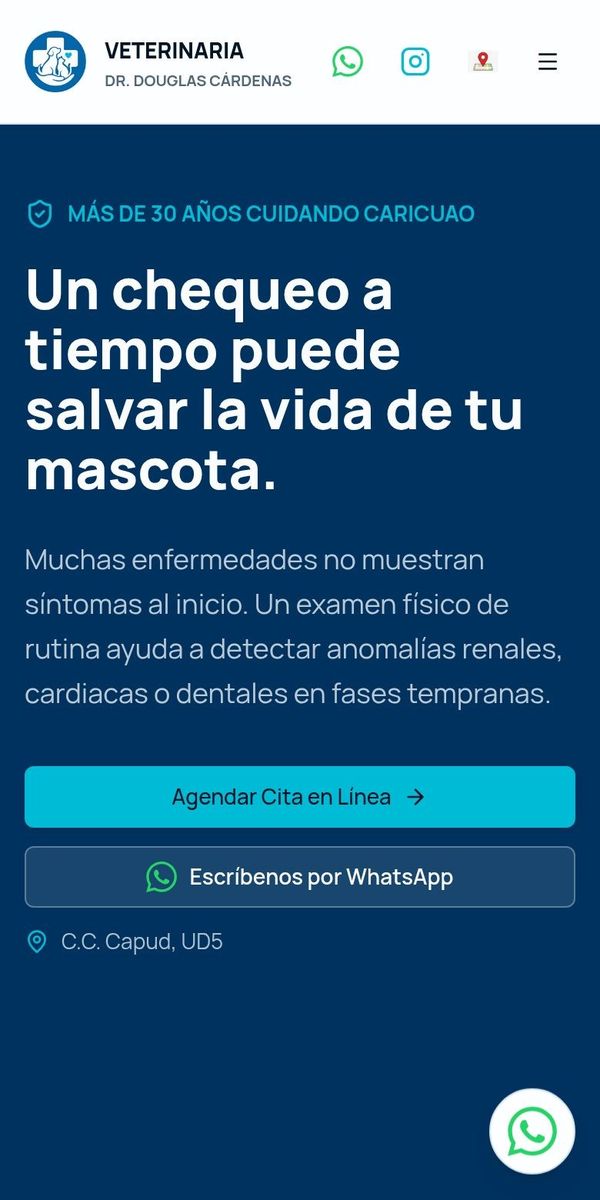 VETERINARIA
DR. DOUGLAS CÁRDENAS
MÁS DE 30 AÑOS CUIDANDO CARICUAO
Un chequeo a
tiempo puede
salvar la vida de tu
mascota.
Muchas enfermedades no muestran
síntomas al inicio. Un examen físico de
rutina ayuda a detectar anomalías renales,
cardiacas o dentales en fases tempranas.
Agendar Cita en Línea
Escríbenos por WhatsApp
C.C. Capud, UD5